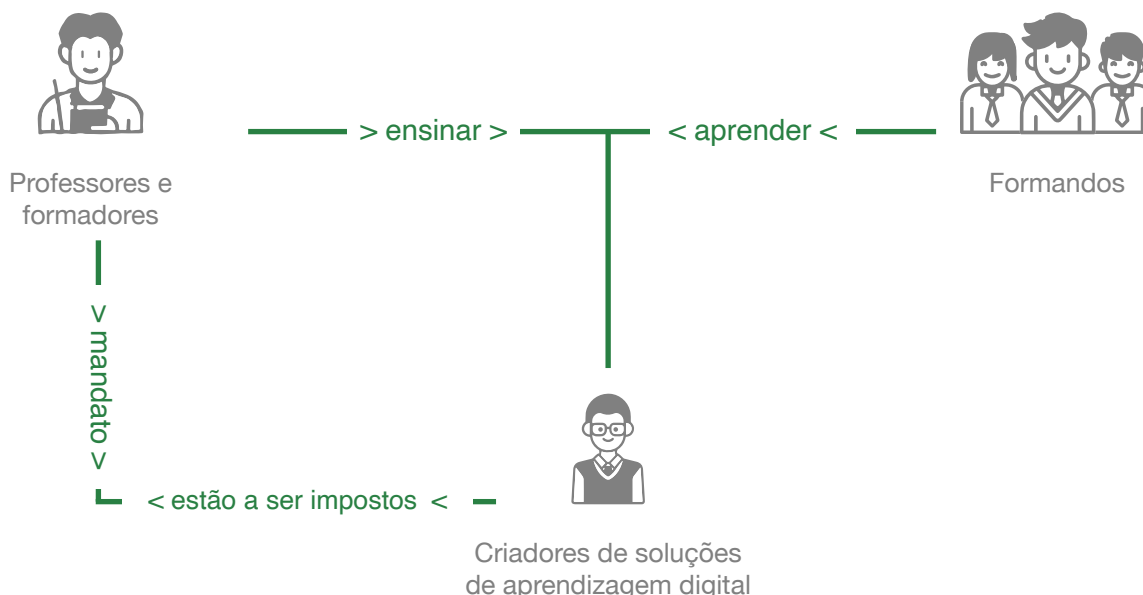 > ensinar >
< aprender <
Professores e
formadores
Formandos
> mandato >
< estão a ser impostos <
Criadores de soluções
de aprendizagem digital